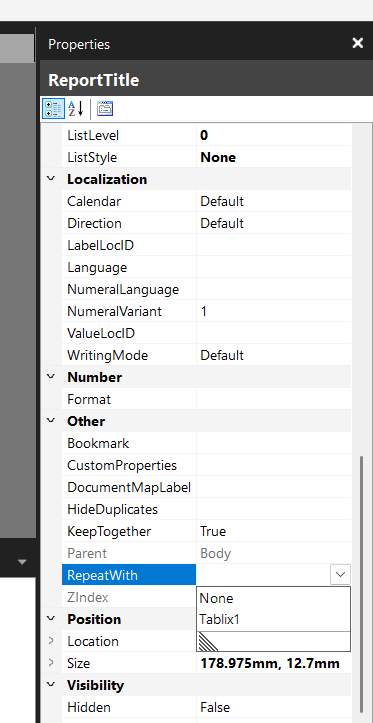 Properties
ReportTitle
ListLevel 0
ListStyle None
Localization
Calendar Default
Direction Default
LabelLocID
Language
NumeralLanguage
NumeralVariant 1
ValueLocID
WritingMode Default
Number
Format
Other
Bookmark
CustomProperties
DocumentMapLabel
HideDuplicates
KeepTogether True
Parent Body
RepeatWith
ZIndex None
Position Tablix1
Location
Size 178.975mm, 12.7mm
Visibility
Hidden False